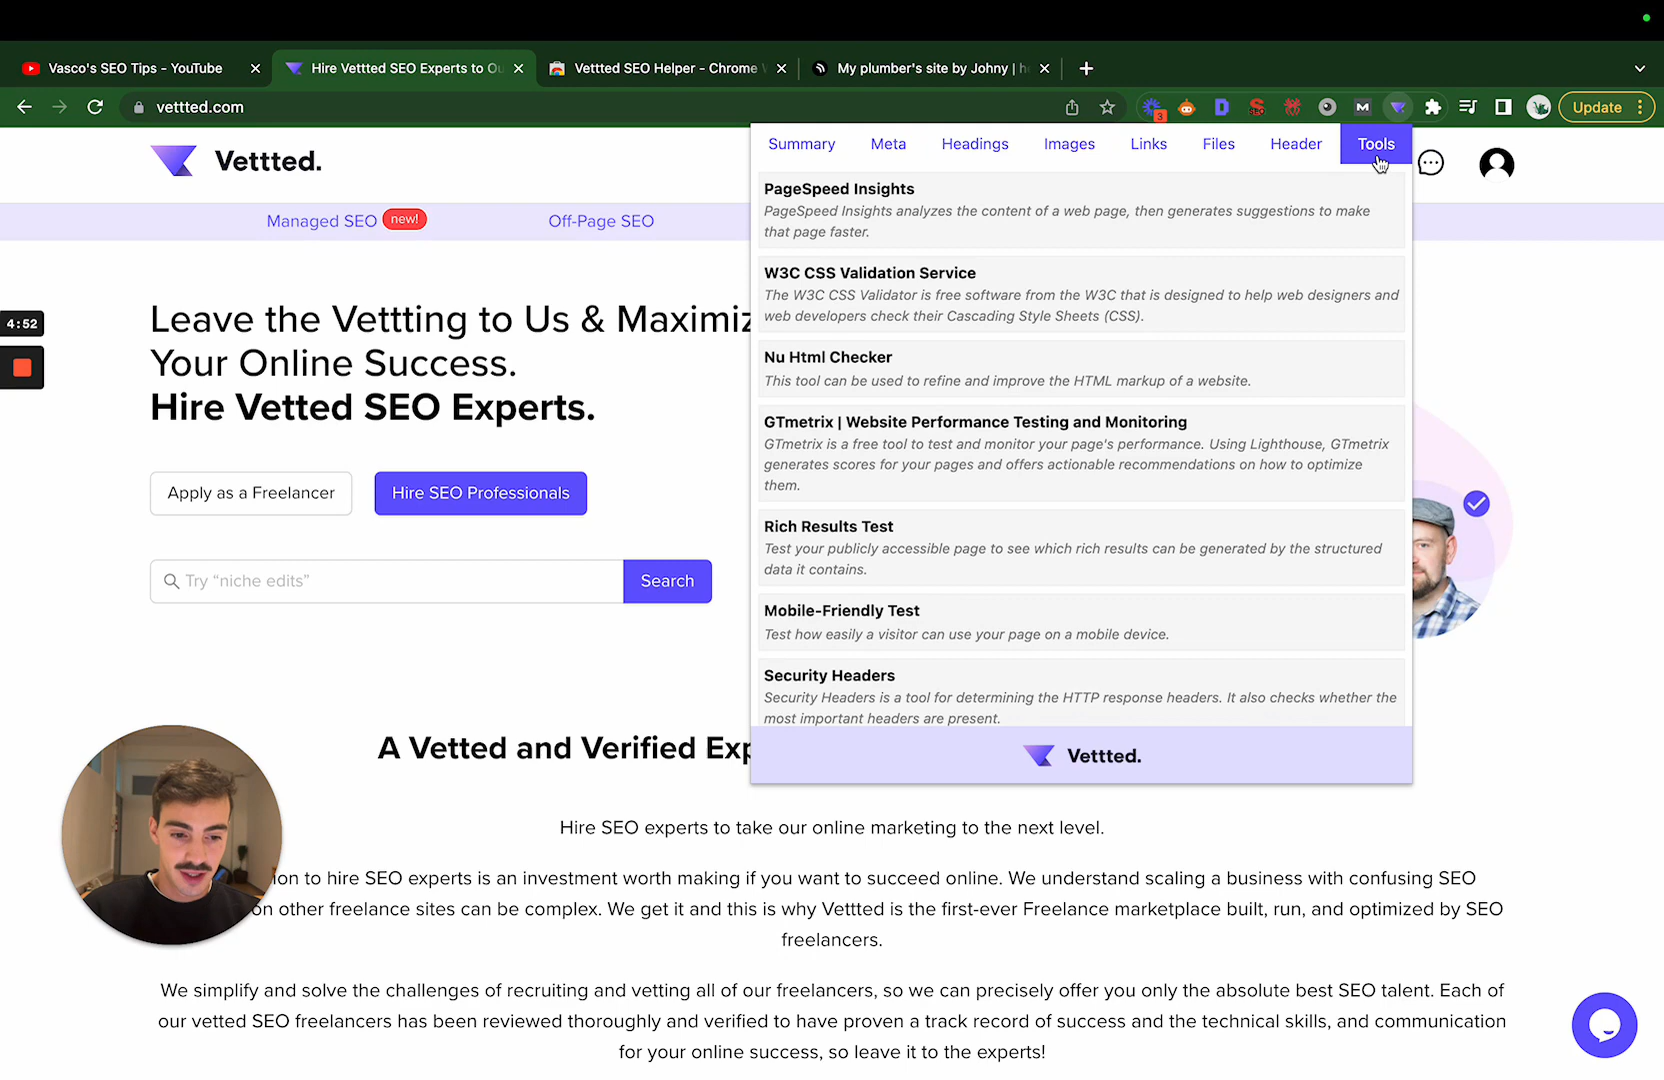 Vasco's SEO Tips - YouTube
Hire Vettted SEO Experts to Ou
Vettted SEO Helper - Chrome
My plumber's site by Johny | h
vettted.com
3
SEO
M
Update
Vettted.
Managed SEO new!
Off-Page SEO
Summary
Meta
Headings
Images
Links
Files
Header
Tools
PageSpeed Insights
PageSpeed Insights analyzes the content of a web page, then generates suggestions to make
that page faster.
W3C CSS Validation Service
The W3C CSS Validator is free software from the W3C that is designed to help web designers and
web developers check their Cascading Style Sheets (CSS).
Nu Html Checker
This tool can be used to refine and improve the HTML markup of a website.
GTmetrix | Website Performance Testing and Monitoring
GTmetrix is a free tool to test and monitor your page's performance. Using Lighthouse, GTmetrix
generates scores for your pages and offers actionable recommendations on how to optimize
them.
Rich Results Test
Test your publicly accessible page to see which rich results can be generated by the structured
data it contains.
Mobile-Friendly Test
Test how easily a visitor can use your page on a mobile device.
Security Headers
Security Headers is a tool for determining the HTTP response headers. It also checks whether the
most important headers are present.
Vettted.
4:52
Leave the Vettting to Us & Maximiz
Your Online Success.
Hire Vetted SEO Experts.
Apply as a Freelancer
Hire SEO Professionals
Try “niche edits”
Search
A Vetted and Verified Exp
Hire SEO experts to take our online marketing to the next level.
ion to hire SEO experts is an investment worth making if you want to succeed online. We understand scaling a business with confusing SEO
on other freelance sites can be complex. We get it and this is why Vettted is the first-ever Freelance marketplace built, run, and optimized by SEO
freelancers.
We simplify and solve the challenges of recruiting and vetting all of our freelancers, so we can precisely offer you only the absolute best SEO talent. Each of
our vetted SEO freelancers has been reviewed thoroughly and verified to have proven a track record of success and the technical skills, and communication
for your online success, so leave it to the experts!